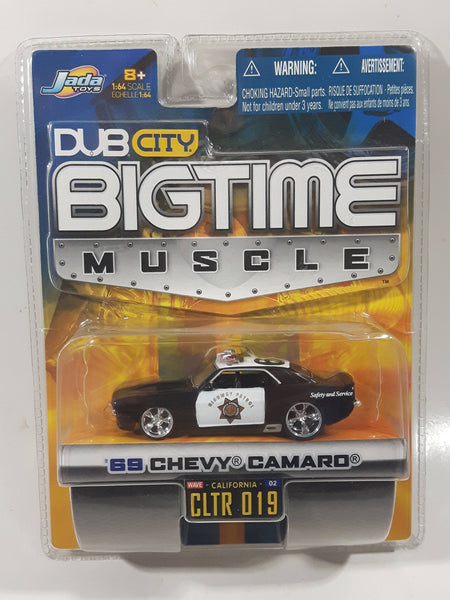 Jada
TOYS
8+
1:64 SCALE
ECHELLE 1:64
WARNING:
CHOKING HAZARD-Small parts.
Not for children under 3 years.
AVERTISSEMENT:
RISQUE DE SUFFOCATION - Petites pièces.
Ne convient pas aux enfants de moins de 3 ans.
DUB CITY
BIGTIME
MUSCLE
TM
HIGHWAY PATROL
Safety and Service
'69 CHEVY® CAMARO®
WAVE - CALIFORNIA - 02
CLTR 019